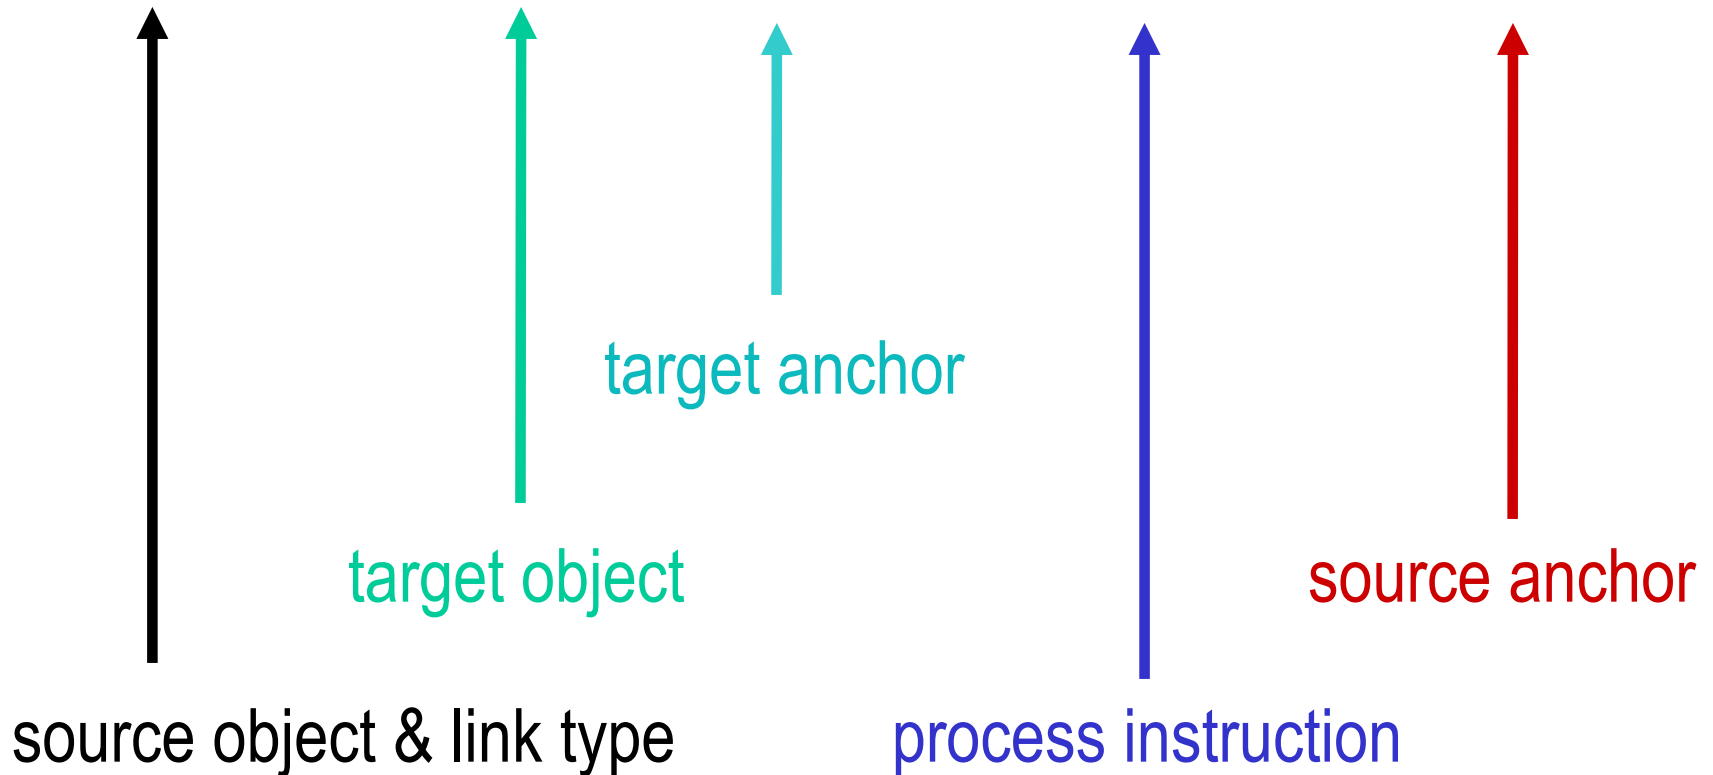 target anchor
target object
source anchor
source object & link type
process instruction